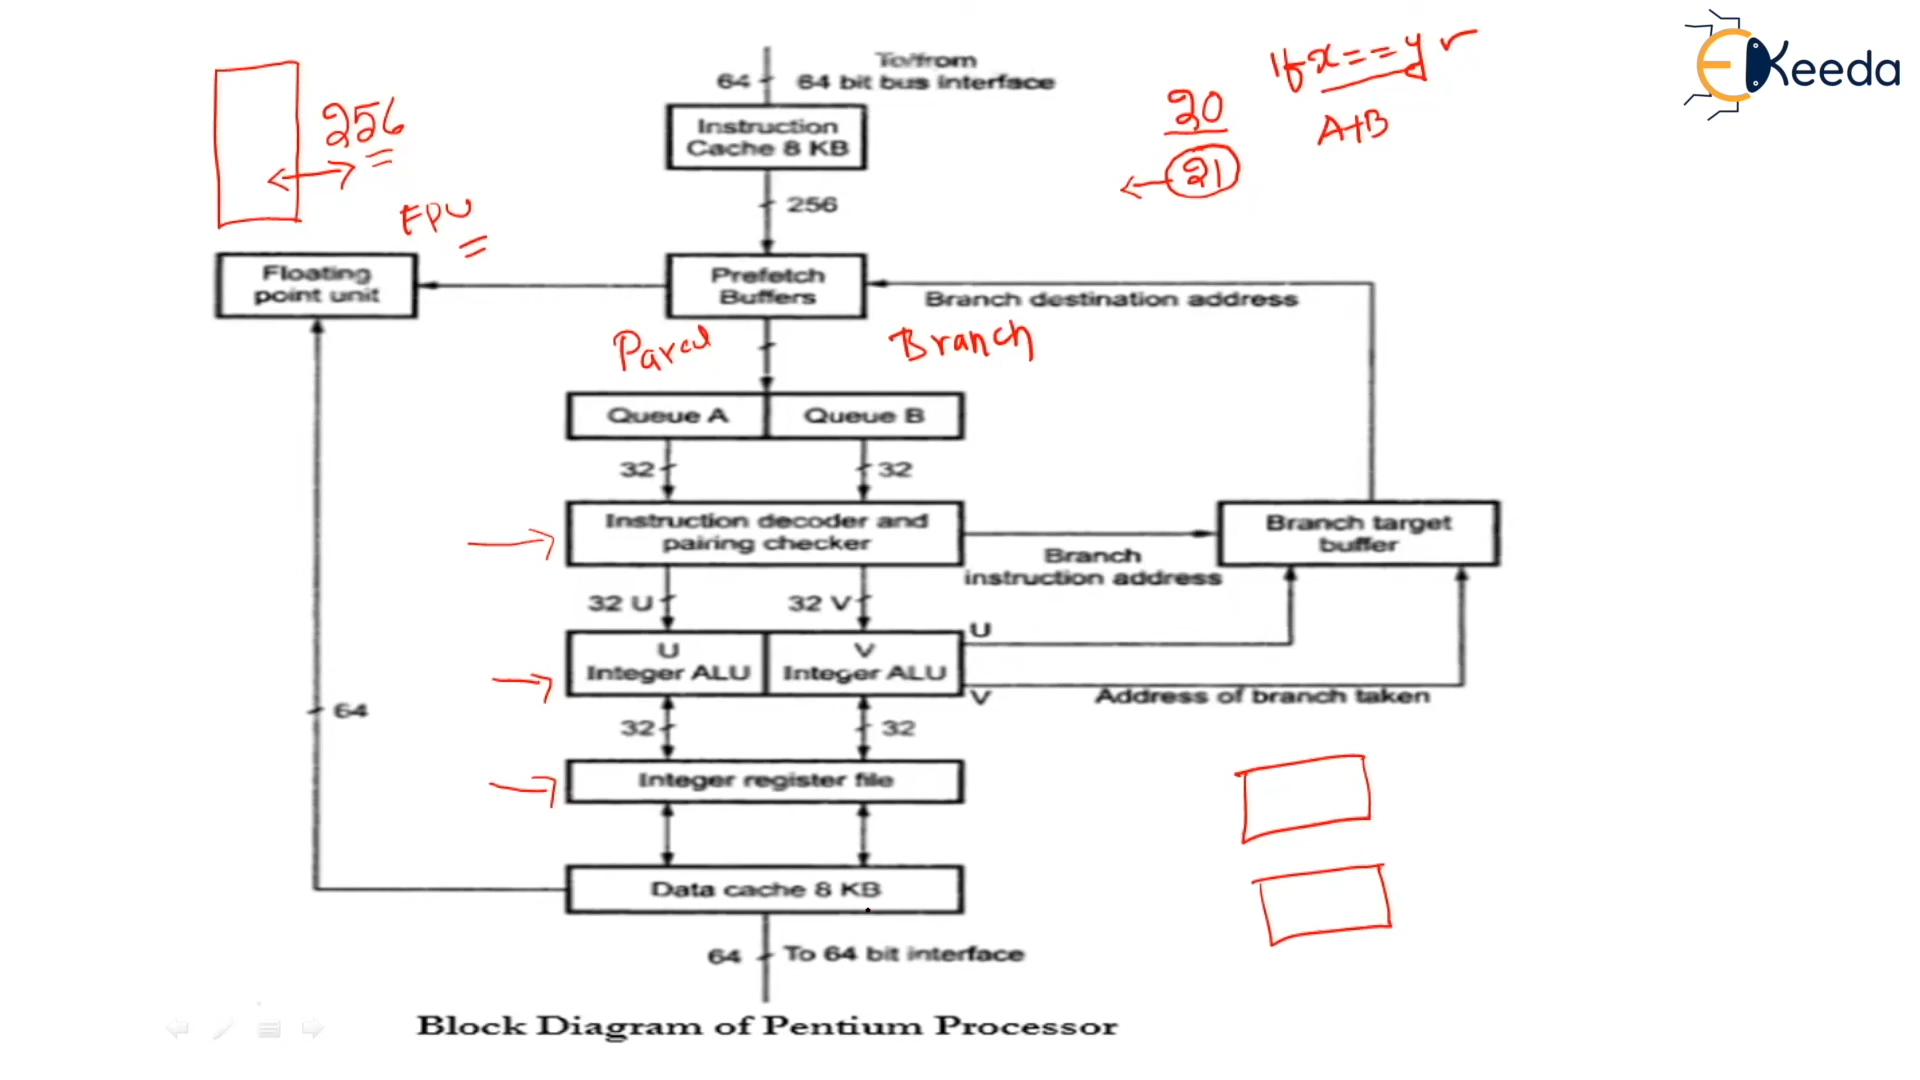 To/from
64 64 bit bus interface
Instruction
Cache 8 KB
256
Floating
point unit
Prefetch
Buffers
Branch destination address
Queue A
Queue B
32
32
Instruction decoder and
pairing checker
Branch
instruction address
Branch target
buffer
32 U
32 V
U
Integer ALU
V
Integer ALU
U
V
Address of branch taken
64
32
32
Integer register file
Data cache 8 KB
64 To 64 bit interface
Block Diagram of Pentium Processor
256
FPU
Branch
20
21
If x==y
A+B
EKeeda